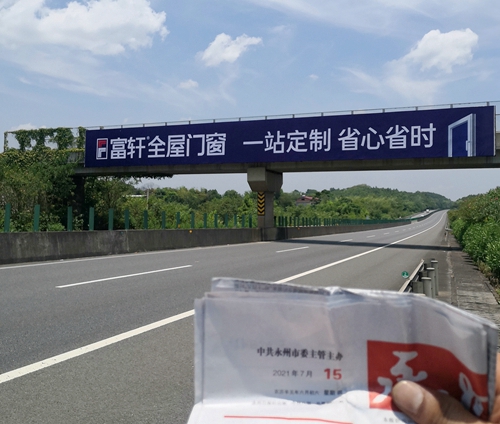 富轩®全屋门窗 一站定制 省心省时
中共永州市委主管主办
2021年7月 15
永